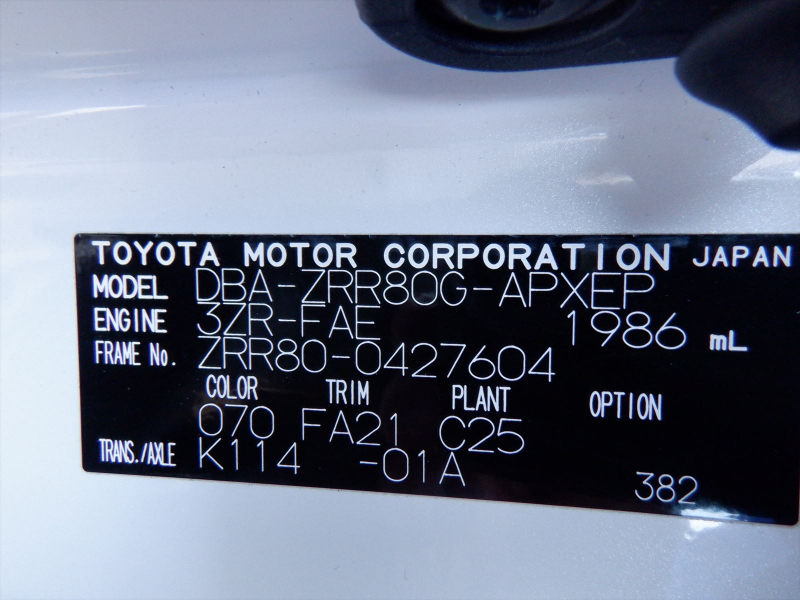 TOYOTA MOTOR CORPORATION JAPAN
MODEL DBA-ZRR80G-APXEP
ENGINE 3ZR-FAE 1986 mL
FRAME No. ZRR80-0427604
COLOR TRIM PLANT OPTION
070 FA21 C25
TRANS./AXLE K114 -01A
382